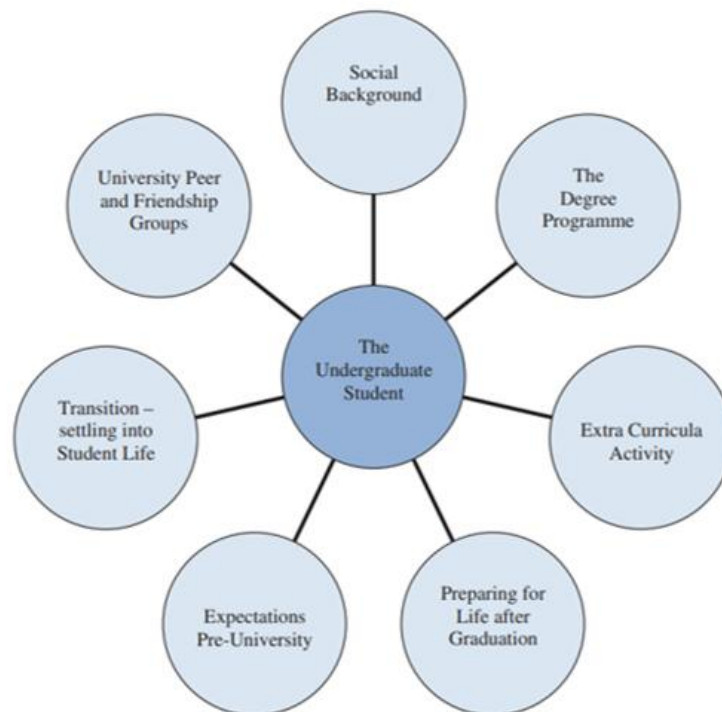 Social
Background
The
Degree
Programme
Extra Curricula
Activity
Preparing for
Life after
Graduation
Expectations
Pre-University
Transition –
settling into
Student Life
University Peer
and Friendship
Groups
The
Undergraduate
Student